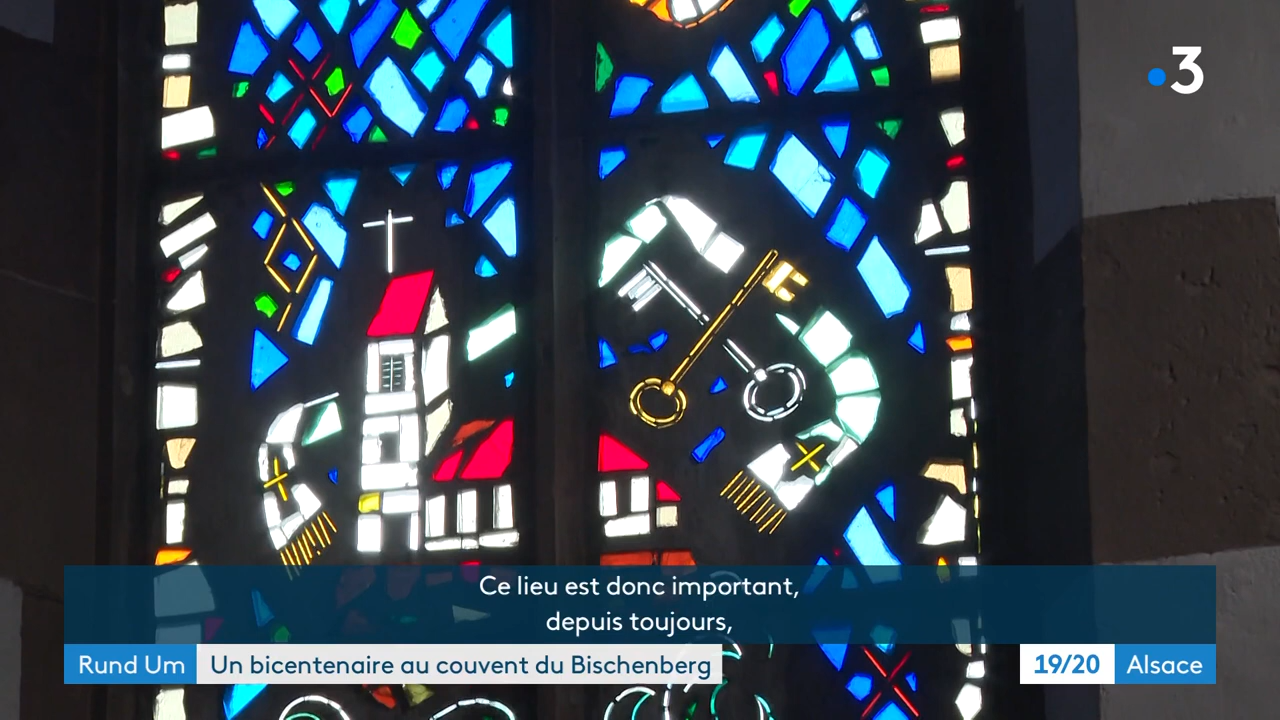 3
Ce lieu est donc important,
depuis toujours,
Rund Um Un bicentenaire au couvent du Bischenberg
19/20 Alsace